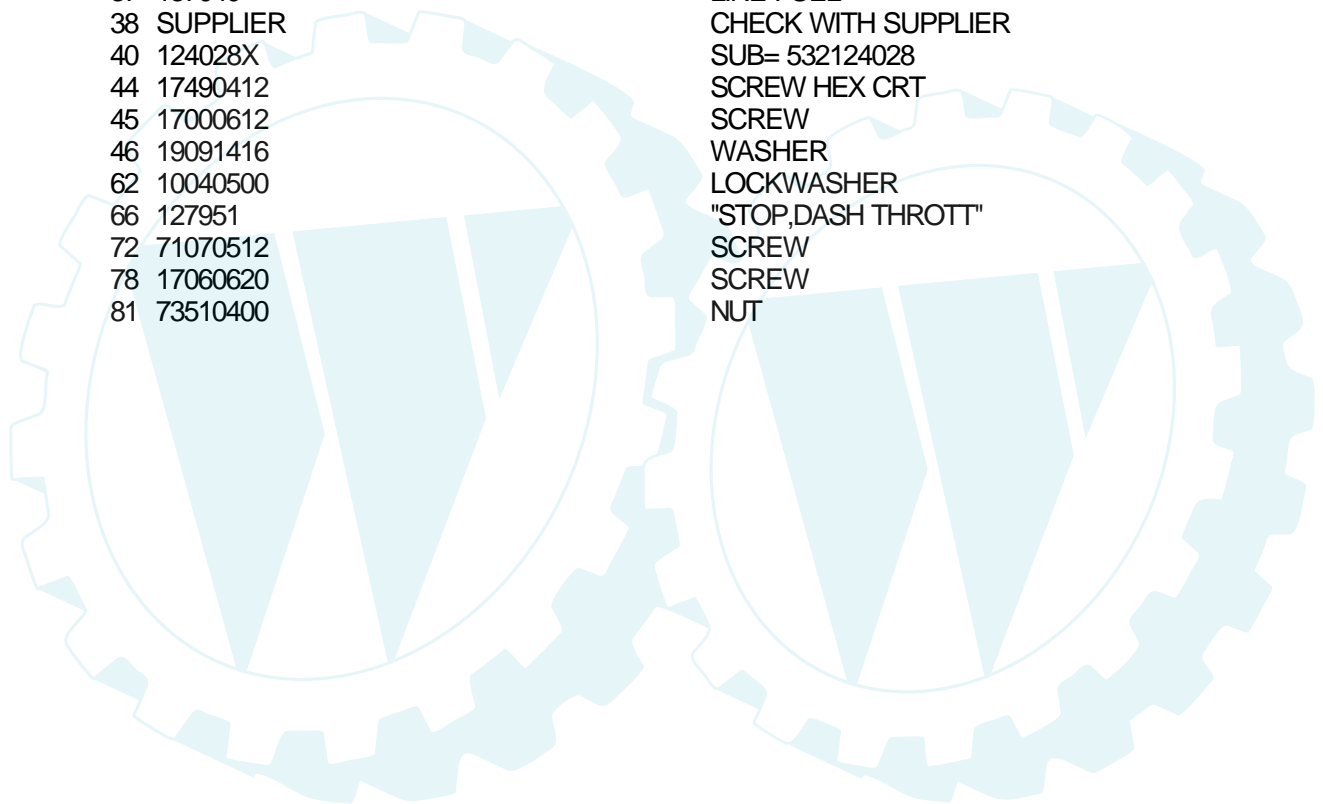 38 SUPPLIER CHECK WITH SUPPLIER
40 124028X SUB= 532124028
44 17490412 SCREW HEX CRT
45 17000612 SCREW
46 19091416 WASHER
62 10040500 LOCKWASHER
66 127951 "STOP,DASH THROTT"
72 71070512 SCREW
78 17060620 SCREW
81 73510400 NUT